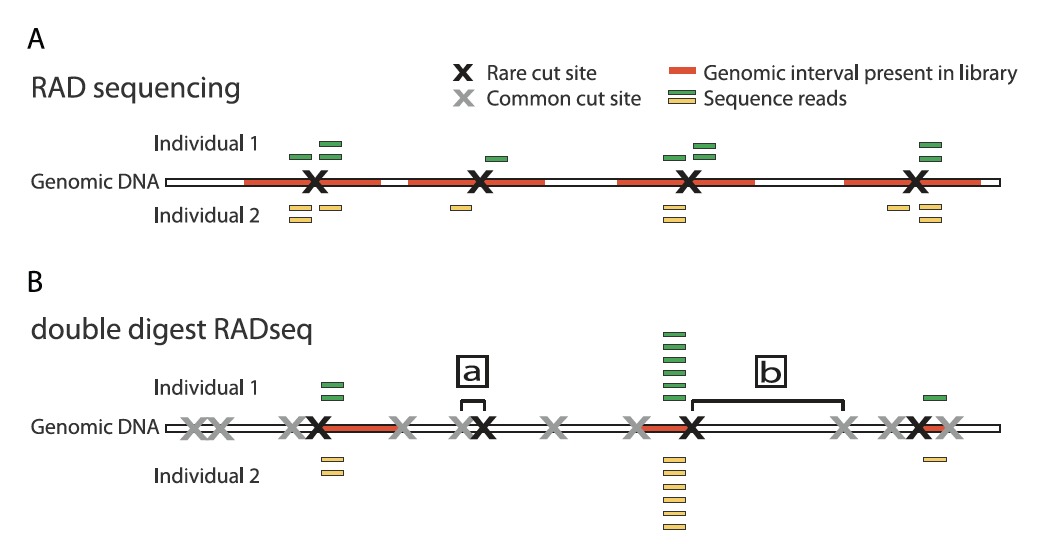 A
RAD sequencing
Rare cut site
Common cut site
Genomic interval present in library
Sequence reads
Individual 1
Genomic DNA
Individual 2
B
double digest RADseq
a
b
Individual 1
Genomic DNA
Individual 2